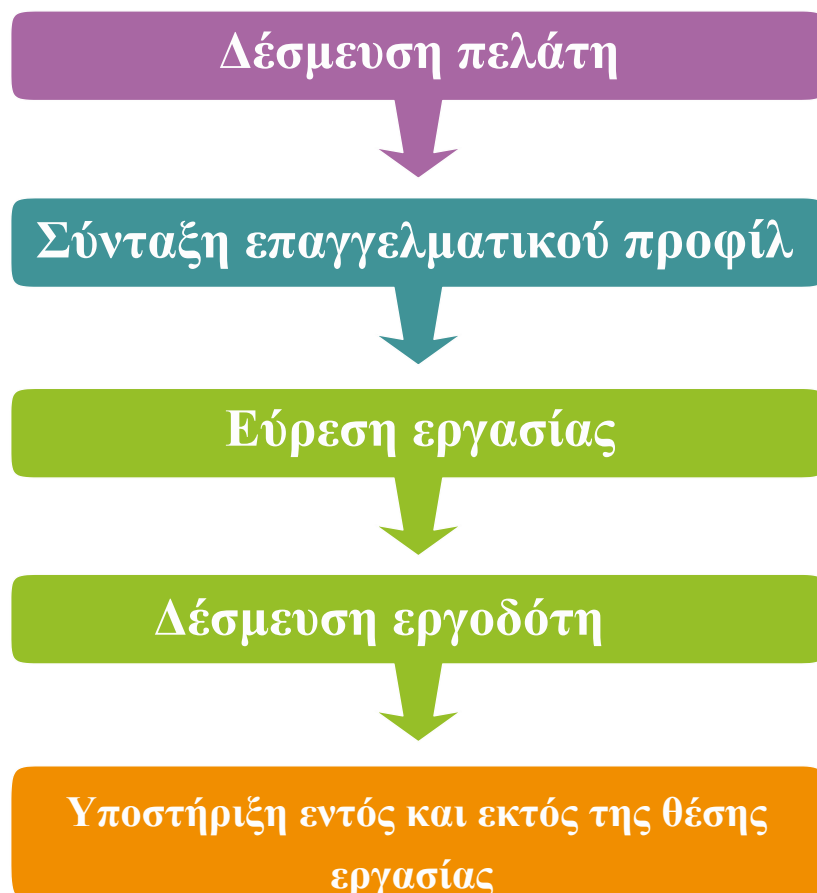 Δέσμευση πελάτη
Σύνταξη επαγγελματικού προφίλ
Εύρεση εργασίας
Δέσμευση εργοδότη
Υποστήριξη εντός και εκτός της θέσης
εργασίας